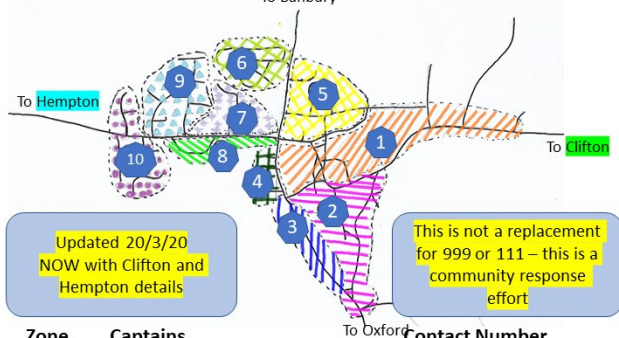 To Banbury
6
9
5
To Hempton
7
1
To Clifton
8
10
4
2
3
Updated 20/3/20
NOW with Clifton and
Hempton details
This is not a replacement
for 999 or 111 – this is a
community response
effort
To Oxford
Zone Captains Contact Number